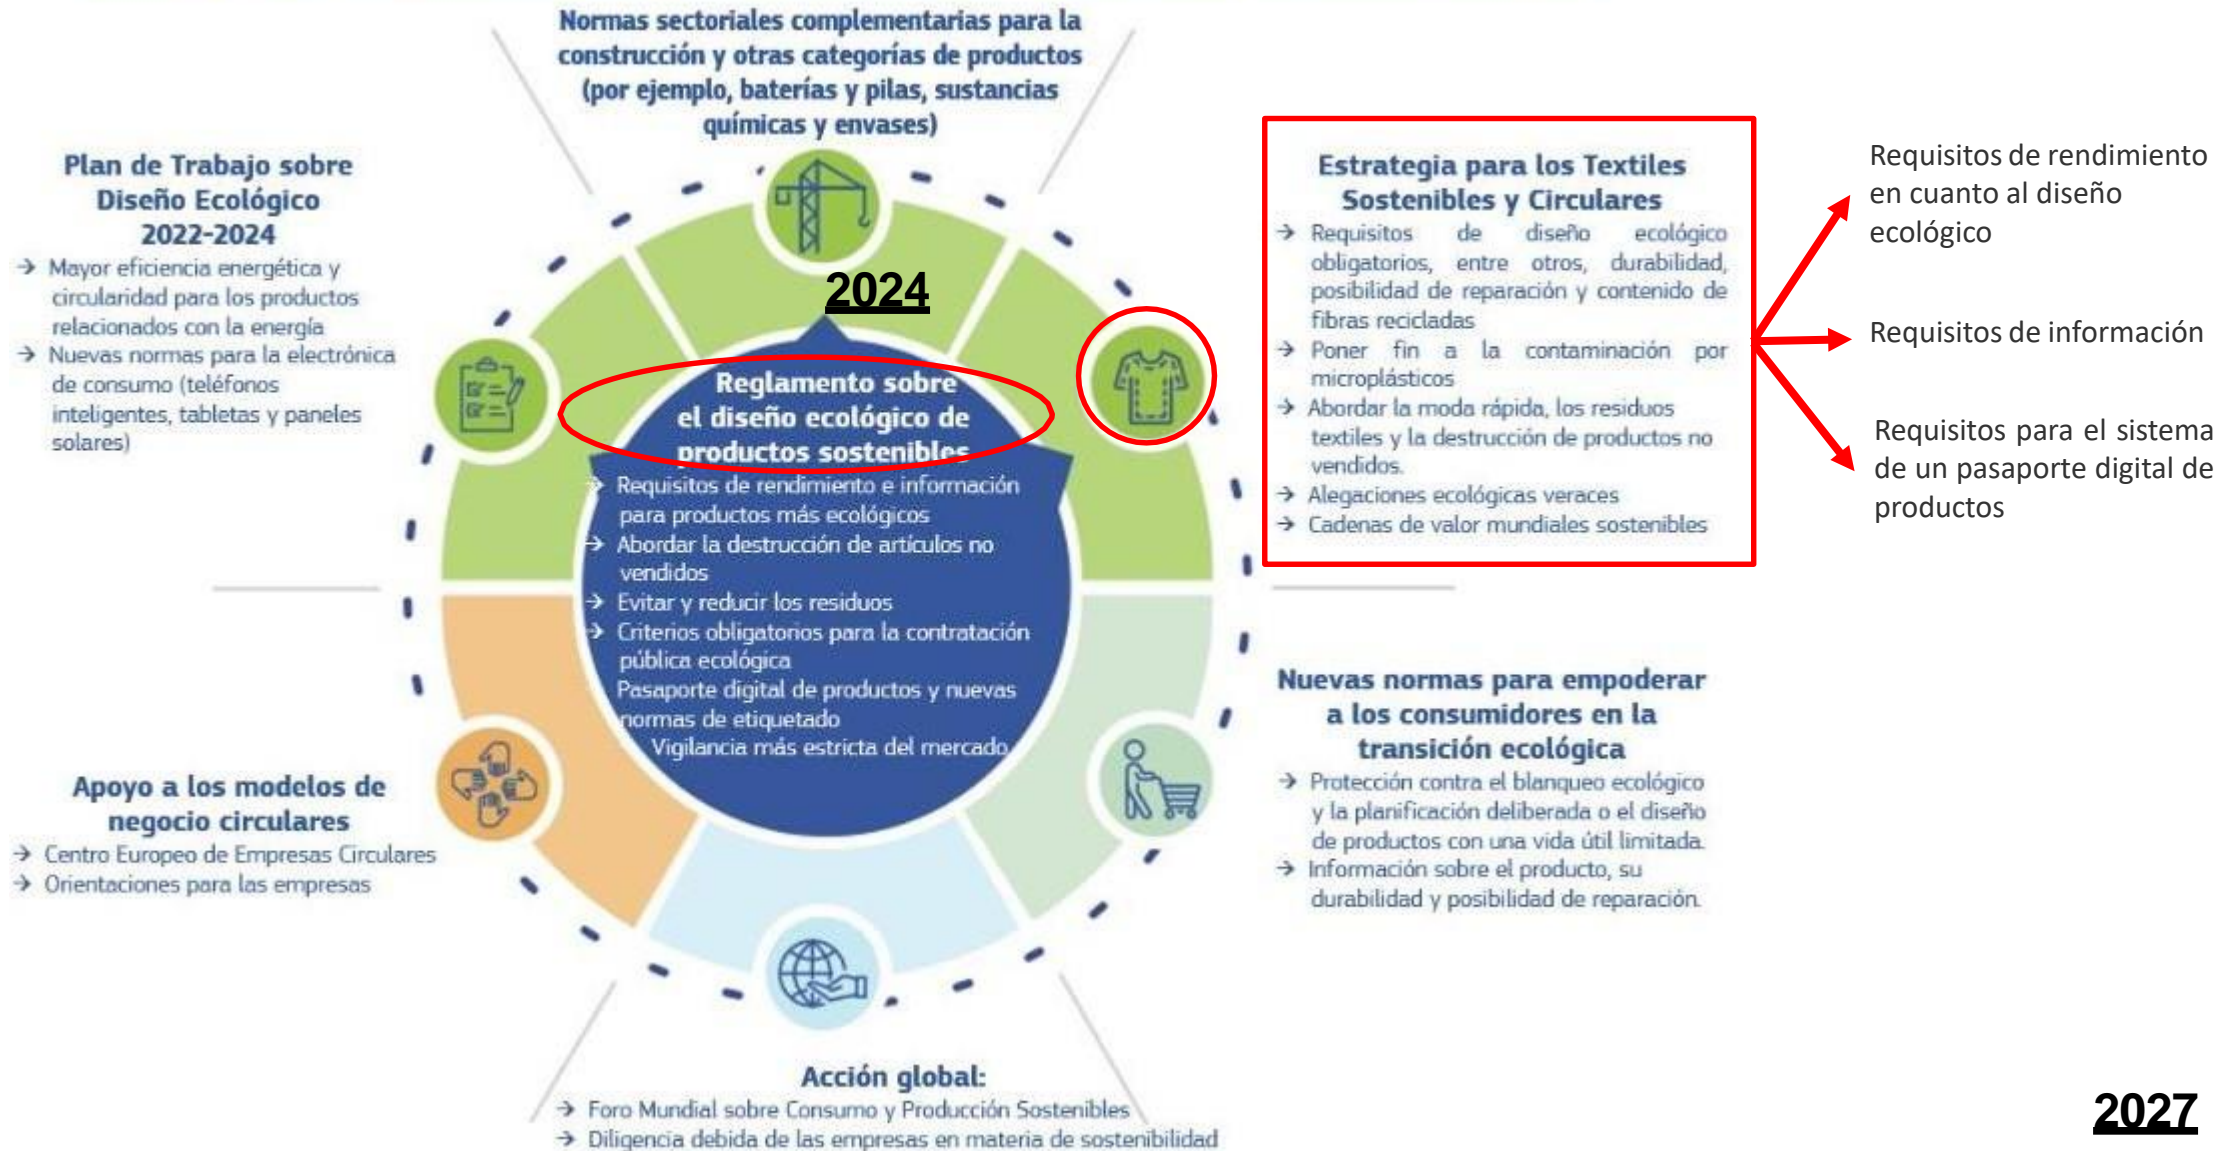 Normas sectoriales complementarias para la
construcción y otras categorías de productos
(por ejemplo, baterías y pilas, sustancias
químicas y envases)
Plan de Trabajo sobre
Diseño Ecológico
2022-2024
→ Mayor eficiencia energética y
circularidad para los productos
relacionados con la energía
→ Nuevas normas para la electrónica
de consumo (teléfonos
inteligentes, tabletas y paneles
solares)
2024
Reglamento sobre
el diseño ecológico de
productos sostenibles
→ Requisitos de rendimiento e información
para productos más ecológicos
→ Abordar la destrucción de artículos no
vendidos
→ Evitar y reducir los residuos
→ Criterios obligatorios para la contratación
pública ecológica
Pasaporte digital de productos y nuevas
normas de etiquetado
Vigilancia más estricta del mercado
Estrategia para los Textiles
Sostenibles y Circulares
→ Requisitos de diseño ecológico
obligatorios, entre otros, durabilidad,
posibilidad de reparación y contenido de
fibras recicladas
→ Poner fin a la contaminación por
microplásticos
→ Abordar la moda rápida, los residuos
textiles y la destrucción de productos no
vendidos.
→ Alegaciones ecológicas veraces
→ Cadenas de valor mundiales sostenibles
Requisitos de rendimiento
en cuanto al diseño
ecológico
Requisitos de información
Requisitos para el sistema
de un pasaporte digital de
productos
Nuevas normas para empoderar
a los consumidores en la
transición ecológica
→ Protección contra el blanqueo ecológico
y la planificación deliberada o el diseño
de productos con una vida útil limitada.
→ Información sobre el producto, su
durabilidad y posibilidad de reparación.
Apoyo a los modelos de
negocio circulares
→ Centro Europeo de Empresas Circulares
→ Orientaciones para las empresas
Acción global:
→ Foro Mundial sobre Consumo y Producción Sostenibles
→ Diligencia debida de las empresas en materia de sostenibilidad
2027